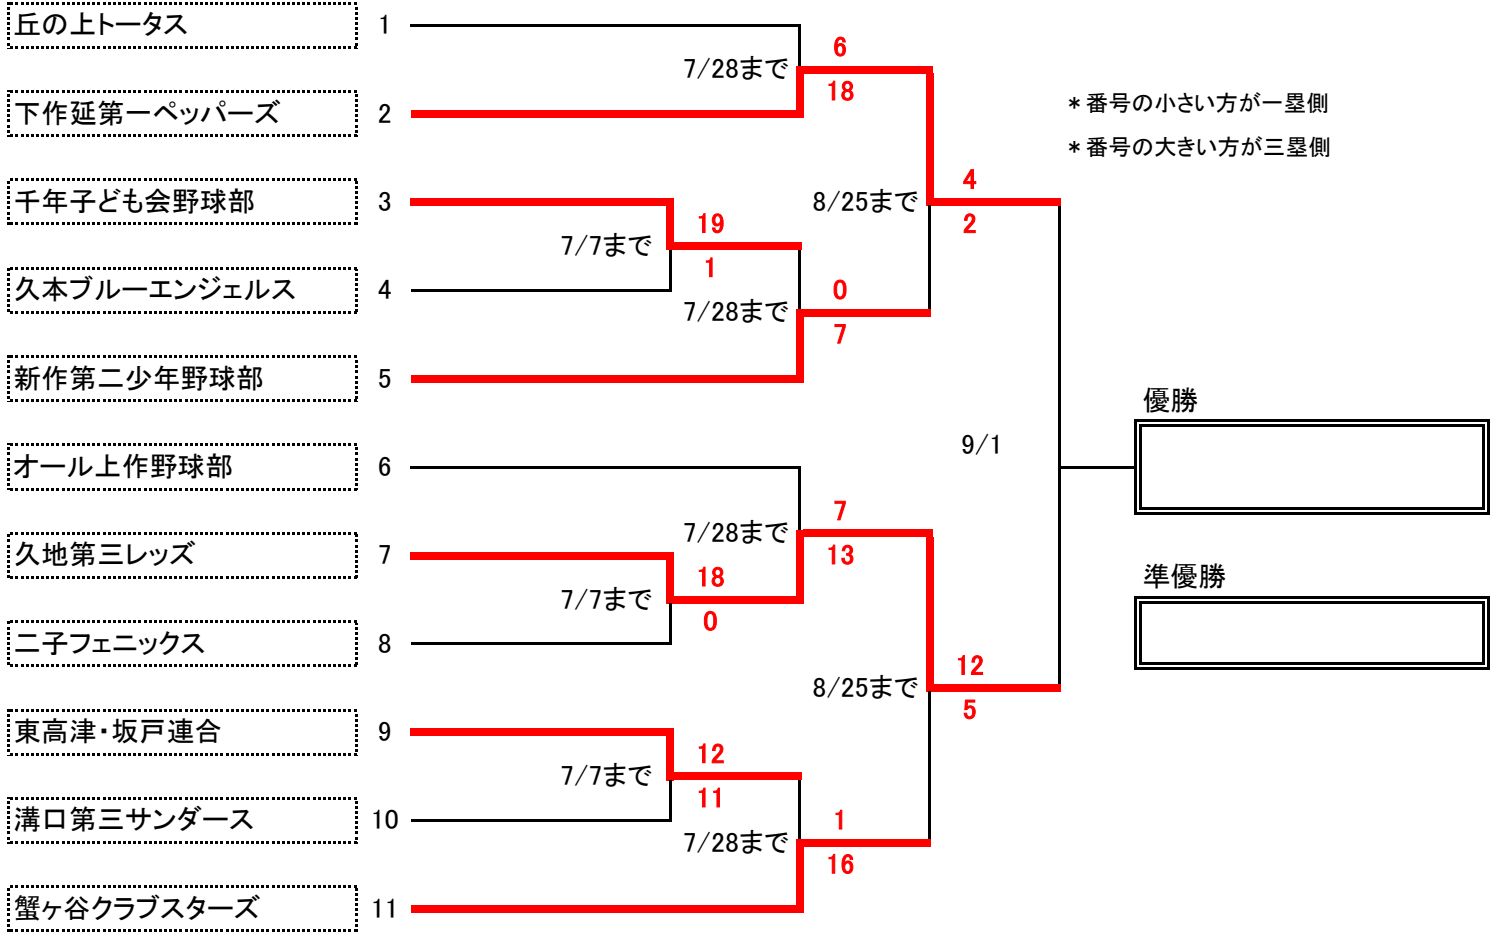 丘の上トータス 1
6
7/28まで
18
下作延第一ペッパーズ 2
*番号の小さい方が一塁側
*番号の大きい方が三塁側
4
千年子ども会野球部 3
8/25まで
19
2
7/7まで
1
久本ブルーエンジェルス 4
0
7/28まで
7
新作第二少年野球部 5
優勝
9/1
オール上作野球部 6
7
7/28まで
久地第三レッズ 7
13
18
準優勝
7/7まで
0
二子フェニックス 8
12
8/25まで
5
東高津・坂戸連合 9
12
7/7まで
11
溝口第三サンダース 10
1
7/28まで
16
蟹ヶ谷クラブスターズ 11